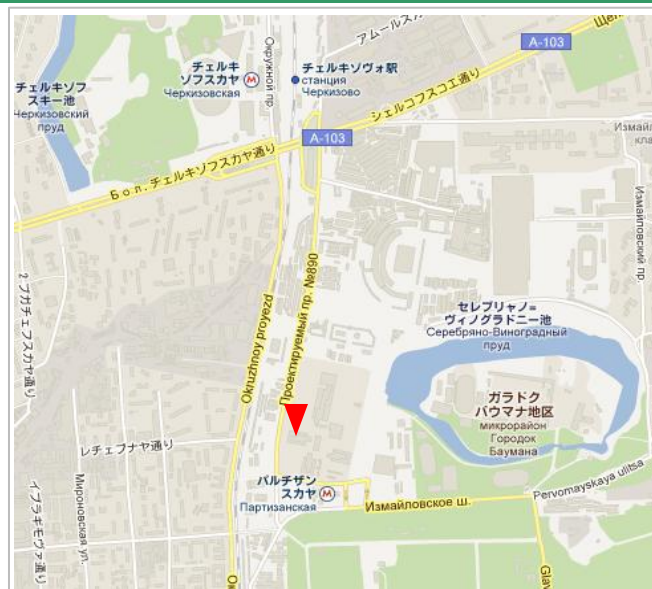 アムールスカ
Щел
A-103
Окружной пр
チェルキ
ソフスカヤ
Черкизовская
チェルキゾヴォ駅
станция
Черкизово
チェルキゾフ
スキー池
Черкизовский
пруд
シェルコフスコエ通り
A-103
Измайл
кла
Бол. チェルキゾフスカヤ通り
Измайловский пр.
2 プガチェフスカヤ通り
Okruzhnoy proyezd
Проектируемый пр. №890
セレブリャノ=
ヴィノグラドニー池
Серебряно-Виноградный
пруд
ガラドク
バウマナ地区
микрорайон
Городок
Баумана
レチェブナヤ通り
Мироновская ул.
イブラギモヴァ通り
パルチザン
スカヤ
Партизанская
Измайловское ш.
Pervomayskaya ulitsa
Glav